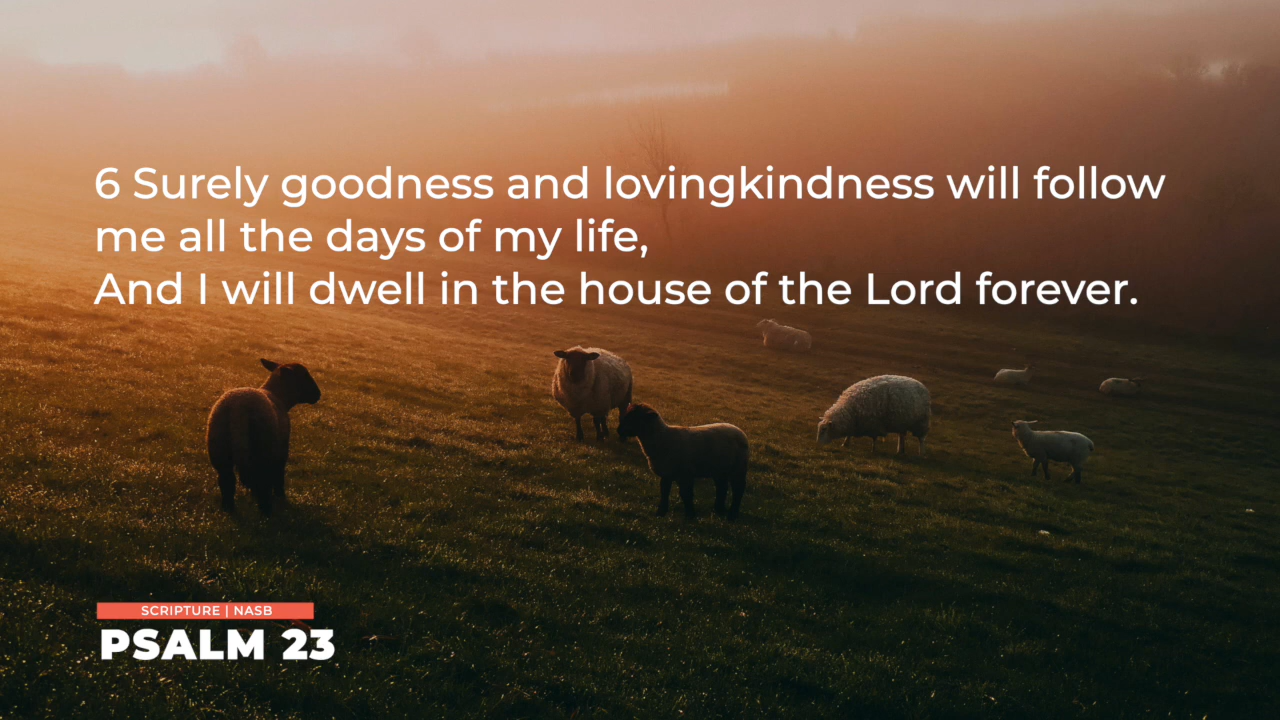 6 Surely goodness and lovingkindness will follow
me all the days of my life,
And I will dwell in the house of the Lord forever.
SCRIPTURE | NASB
PSALM 23